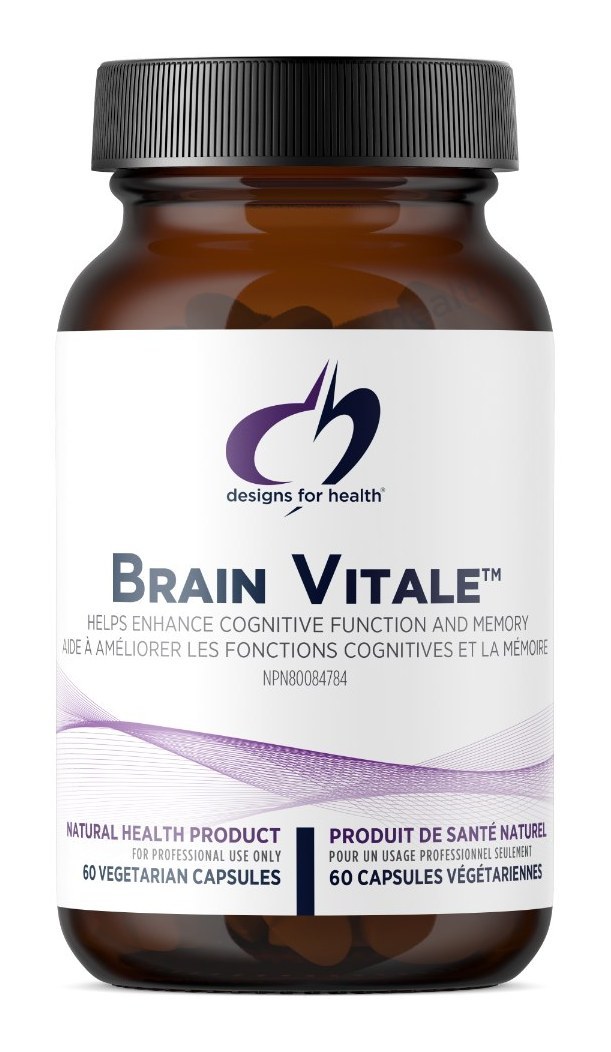 designs for health®
BRAIN VITALE™
HELPS ENHANCE COGNITIVE FUNCTION AND MEMORY
AIDE À AMÉLIORER LES FONCTIONS COGNITIVES ET LA MÉMOIRE
NPN80084784
NATURAL HEALTH PRODUCT
FOR PROFESSIONAL USE ONLY
60 VEGETARIAN CAPSULES
PRODUIT DE SANTÉ NATUREL
POUR UN USAGE PROFESSIONNEL SEULEMENT
60 CAPSULES VÉGÉTARIENNES